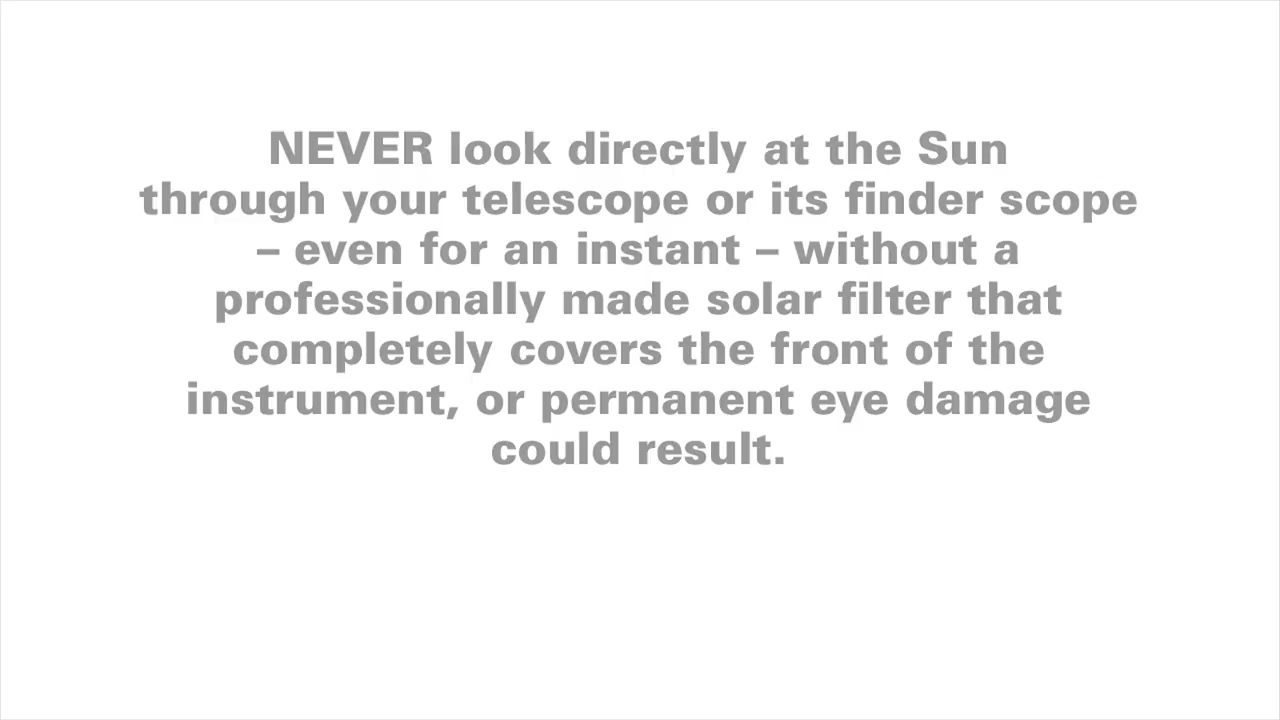 NEVER look directly at the Sun
through your telescope or its finder scope
– even for an instant – without a
professionally made solar filter that
completely covers the front of the
instrument, or permanent eye damage
could result.